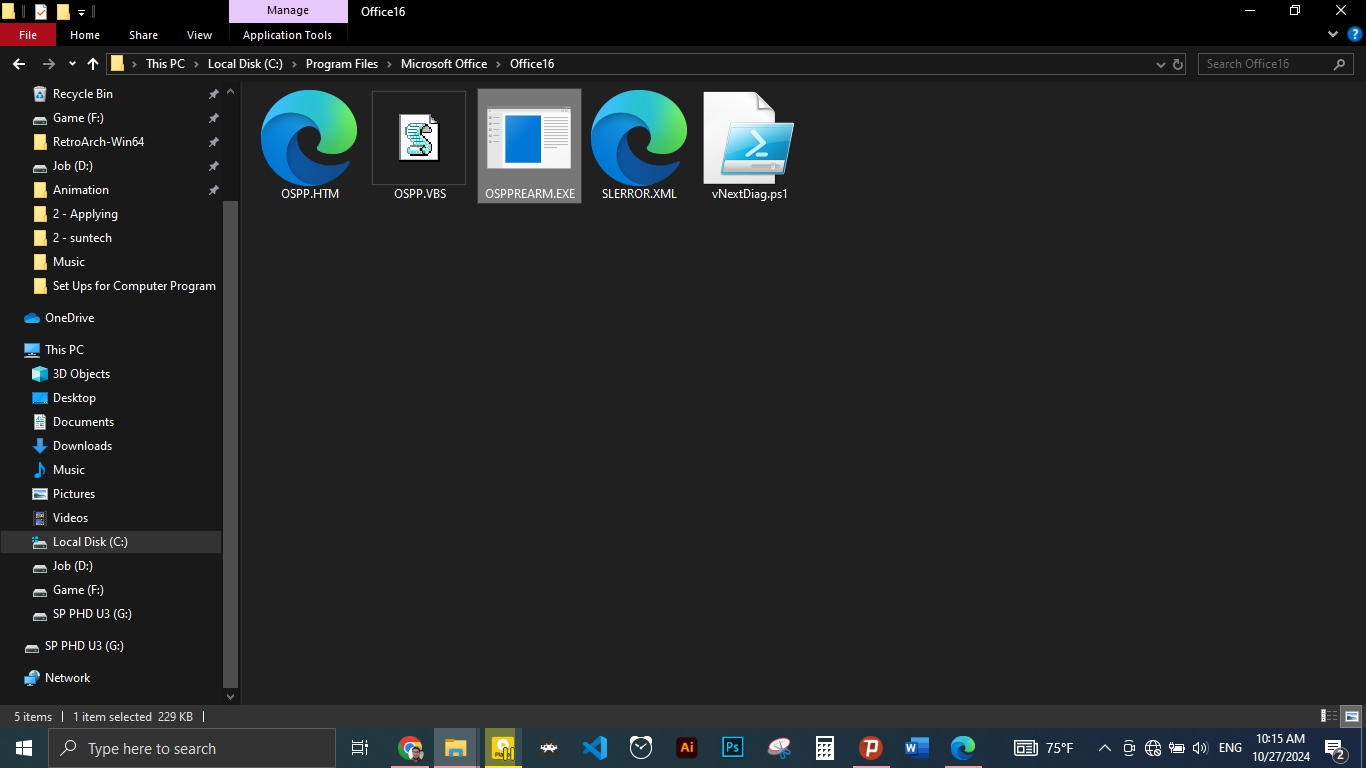 Manage
Office16
File
Home
Share
View
Application Tools
This PC
Local Disk (C:)
Program Files
Microsoft Office
Office16
Search Office16
Recycle Bin
Game (F:)
RetroArch-Win64
Job (D:)
Animation
2 - Applying
2 - suntech
Music
Set Ups for Computer Program
OneDrive
This PC
3D Objects
Desktop
Documents
Downloads
Music
Pictures
Videos
Local Disk (C:)
Job (D:)
Game (F:)
SP PHD U3 (G:)
SP PHD U3 (G:)
Network
OSPP.HTM
OSPP.VBS
OSPPREARM.EXE
SLERROR.XML
vNextDiag.ps1
5 items
1 item selected 229 KB
Type here to search
Ai
Ps
75°F
ENG
10:15 AM
10/27/2024
2